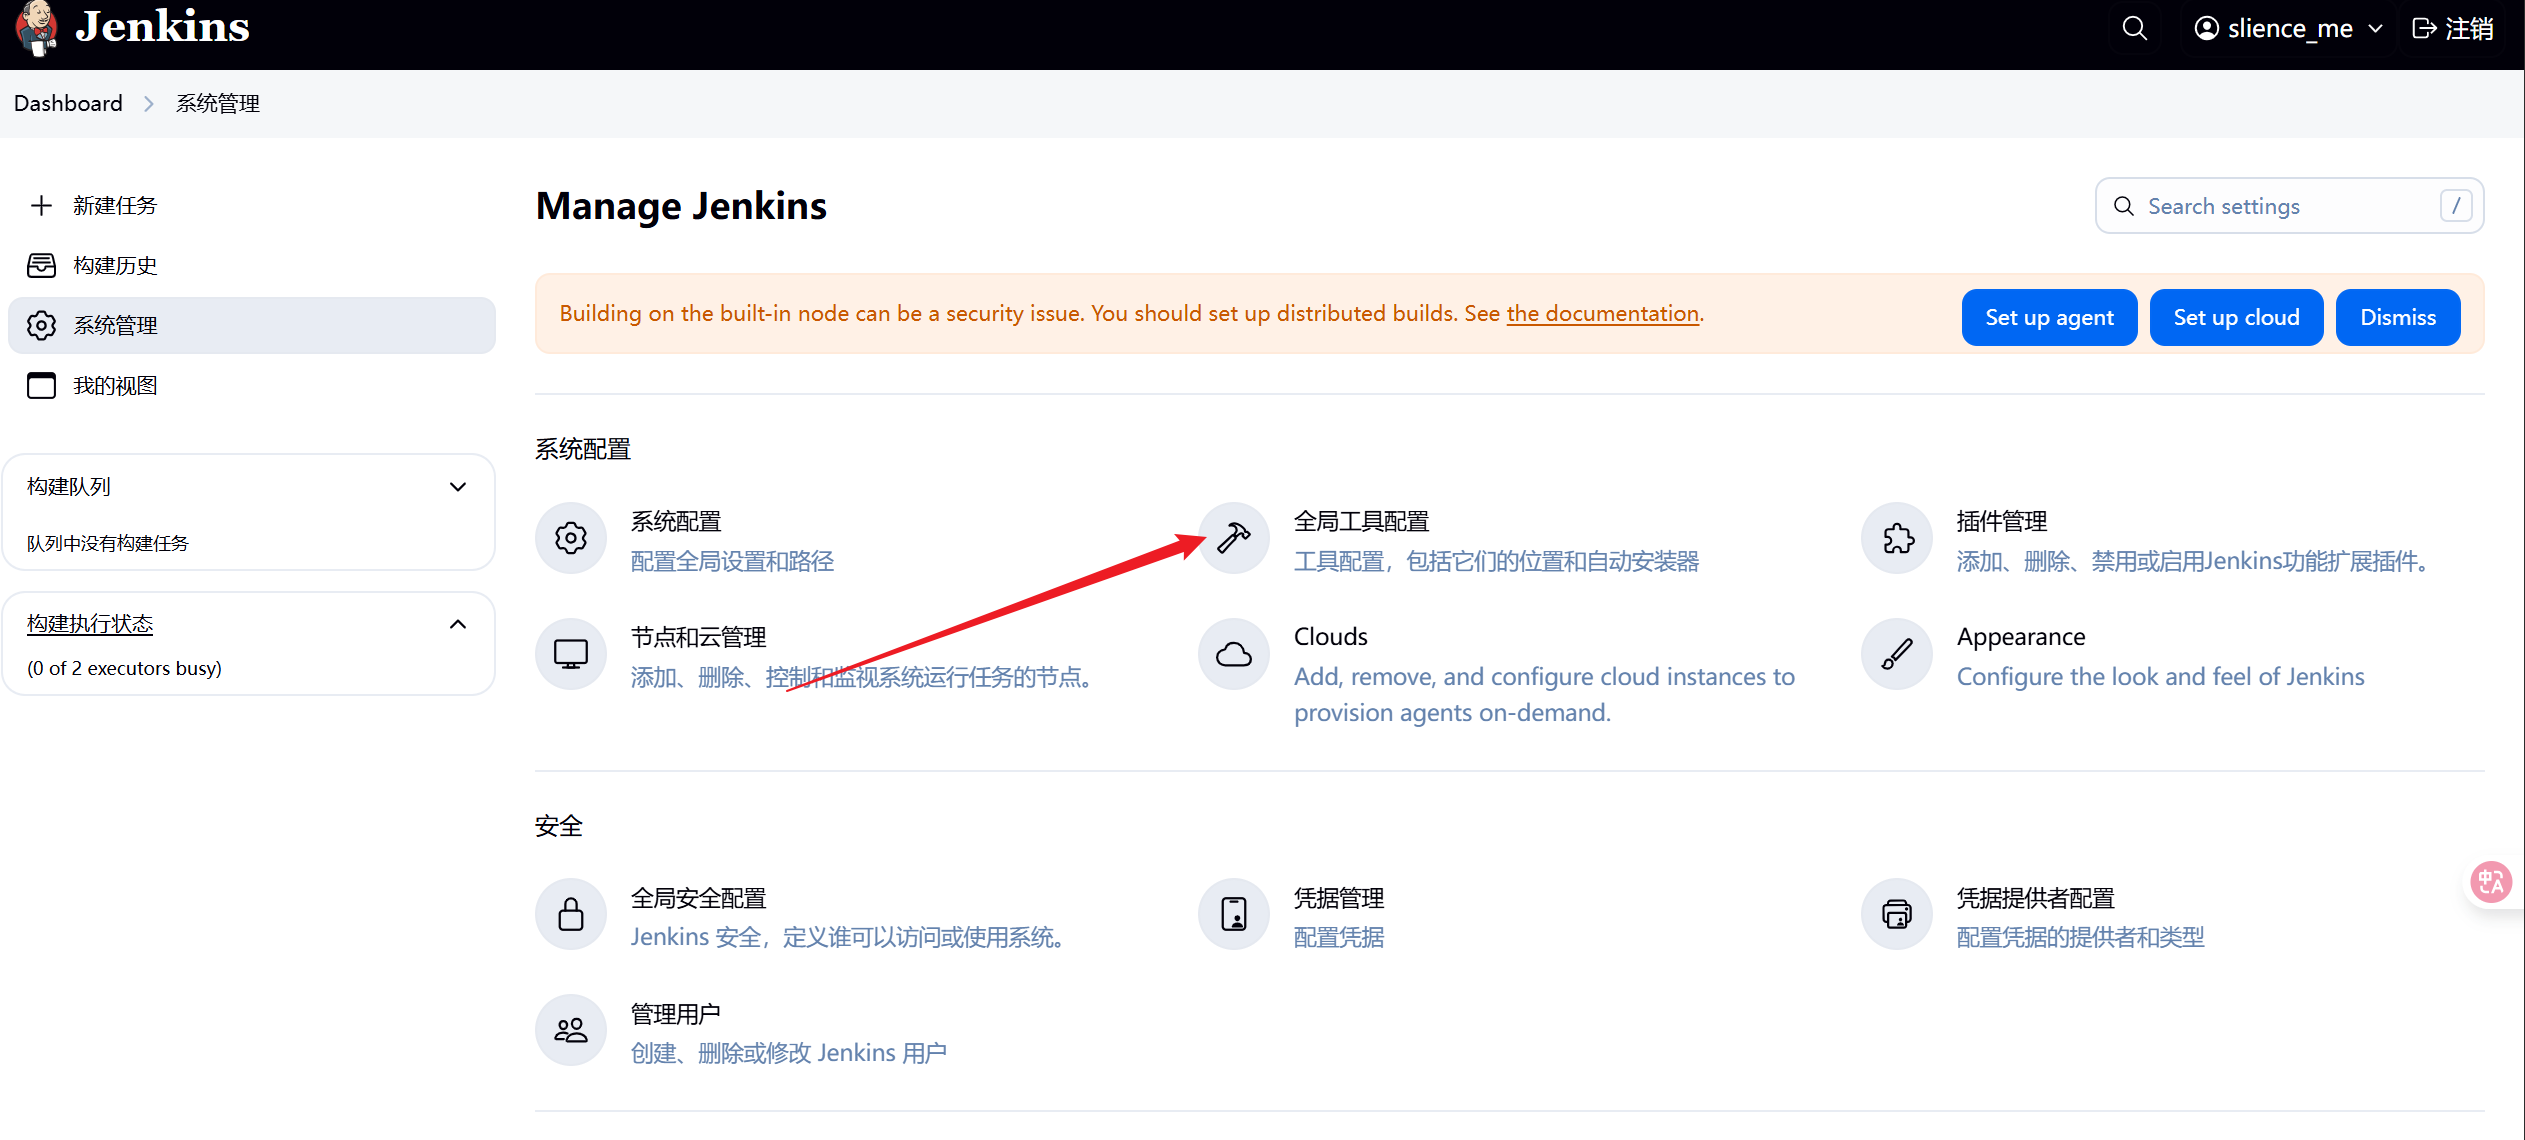 Jenkins
slience_me
注销
Dashboard
系统管理
新建任务
构建历史
系统管理
我的视图
构建队列
队列中没有构建任务
构建执行状态
(0 of 2 executors busy)
Manage Jenkins
Search settings
/
Building on the built-in node can be a security issue. You should set up distributed builds. See the documentation.
Set up agent
Set up cloud
Dismiss
系统配置
系统配置
配置全局设置和路径
全局工具配置
工具配置，包括它们的位置和自动安装器
插件管理
添加、删除、禁用或启用Jenkins功能扩展插件。
节点和云管理
添加、删除、控制和监视系统运行任务的节点。
Clouds
Add, remove, and configure cloud instances to
provision agents on-demand.
Appearance
Configure the look and feel of Jenkins
安全
全局安全配置
Jenkins 安全，定义谁可以访问或使用系统。
凭据管理
配置凭据
凭据提供者配置
配置凭据的提供者和类型
管理用户
创建、删除或修改 Jenkins 用户
中A